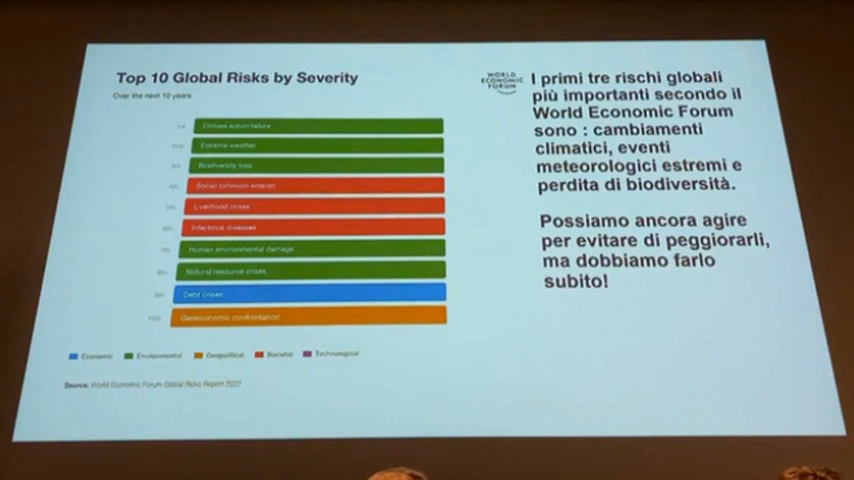 Top 10 Global Risks by Severity
Over the next 10 years
WORLD
ECONOMIC
FORUM
1st Climate action failure
2nd Extreme weather
3rd Biodiversity loss
4th Social cohesion erosion
5th Livelihood crises
6th Infectious diseases
7th Human environmental damage
8th Natural resource crises
9th Debt crises
10th Geoeconomic confrontation
Economic Environmental Geopolitical Societal Technological
Source: World Economic Forum Global Risks Report 2022
I primi tre rischi globali
più importanti secondo il
World Economic Forum
sono : cambiamenti
climatici, eventi
meteorologici estremi e
perdita di biodiversità.
Possiamo ancora agire
per evitare di peggiorarli,
ma dobbiamo farlo
subito!